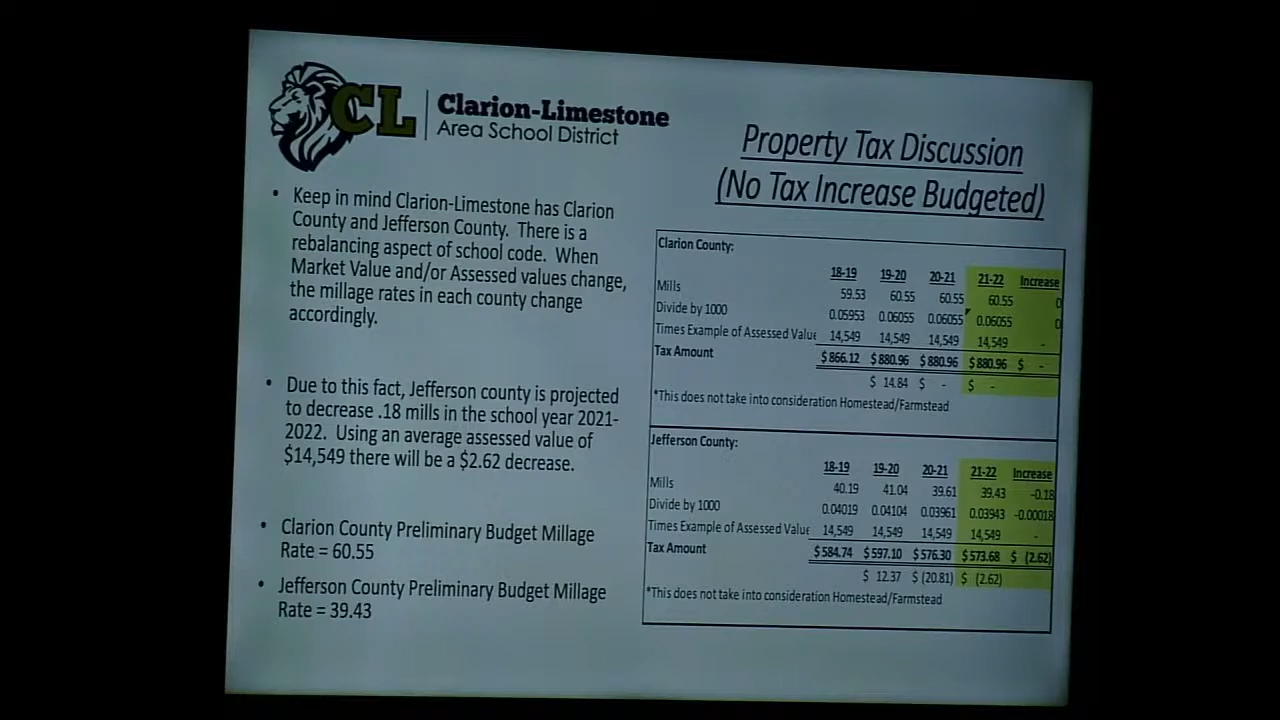 CL
Clarion-Limestone
Area School District
Property Tax Discussion
(No Tax Increase Budgeted)
• Keep in mind Clarion-Limestone has Clarion
County and Jefferson County. There is a
rebalancing aspect of school code. When
Market Value and/or Assessed values change,
the millage rates in each county change
accordingly.
• Due to this fact, Jefferson county is projected
to decrease .18 mills in the school year 2021-
2022. Using an average assessed value of
$14,549 there will be a $2.62 decrease.
• Clarion County Preliminary Budget Millage
Rate = 60.55
• Jefferson County Preliminary Budget Millage
Rate = 39.43
Clarion County:
18-19 19-20 20-21 21-22 Increase
Mills 59.53 60.55 60.55 60.55 0
Divide by 1000 0.05953 0.06055 0.06055 0.06055 0
Times Example of Assessed Value 14,549 14,549 14,549 14,549 -
Tax Amount $866.12 $880.96 $880.96 $880.96 $ -
$ 14.84 $ - $ -
*This does not take into consideration Homestead/Farmstead
Jefferson County:
18-19 19-20 20-21 21-22 Increase
Mills 40.19 41.04 39.61 39.43 -0.18
Divide by 1000 0.04019 0.04104 0.03961 0.03943 -0.00018
Times Example of Assessed Value 14,549 14,549 14,549 14,549 -
Tax Amount $584.74 $597.10 $576.30 $573.68 $ (2.62)
$ 12.37 $ (20.81) $ (2.62)
*This does not take into consideration Homestead/Farmstead